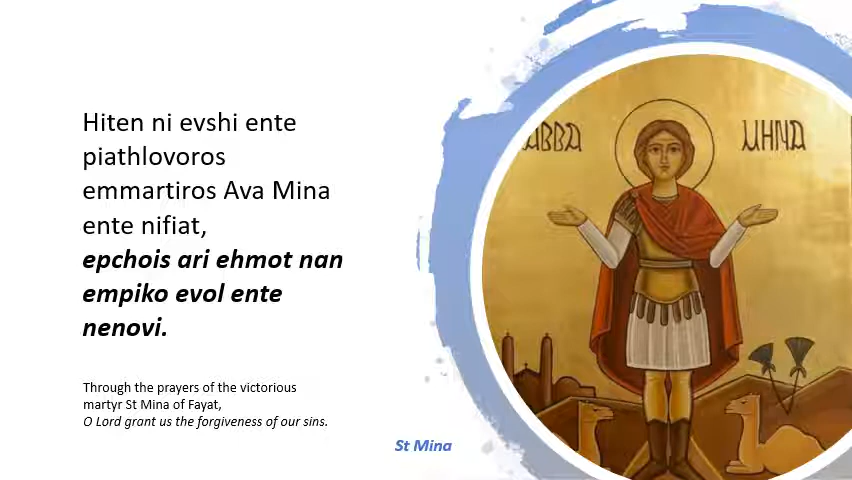 Hiten ni evshi ente
piathlovoros
emmartiros Ava Mina
ente nifiat,
epchois ari ehmot nan
empiko evol ente
nenovi.
Through the prayers of the victorious
martyr St Mina of Fayat,
O Lord grant us the forgiveness of our sins.
St Mina
ⲀΒΒΑ ⲘⲎⲚⲀ